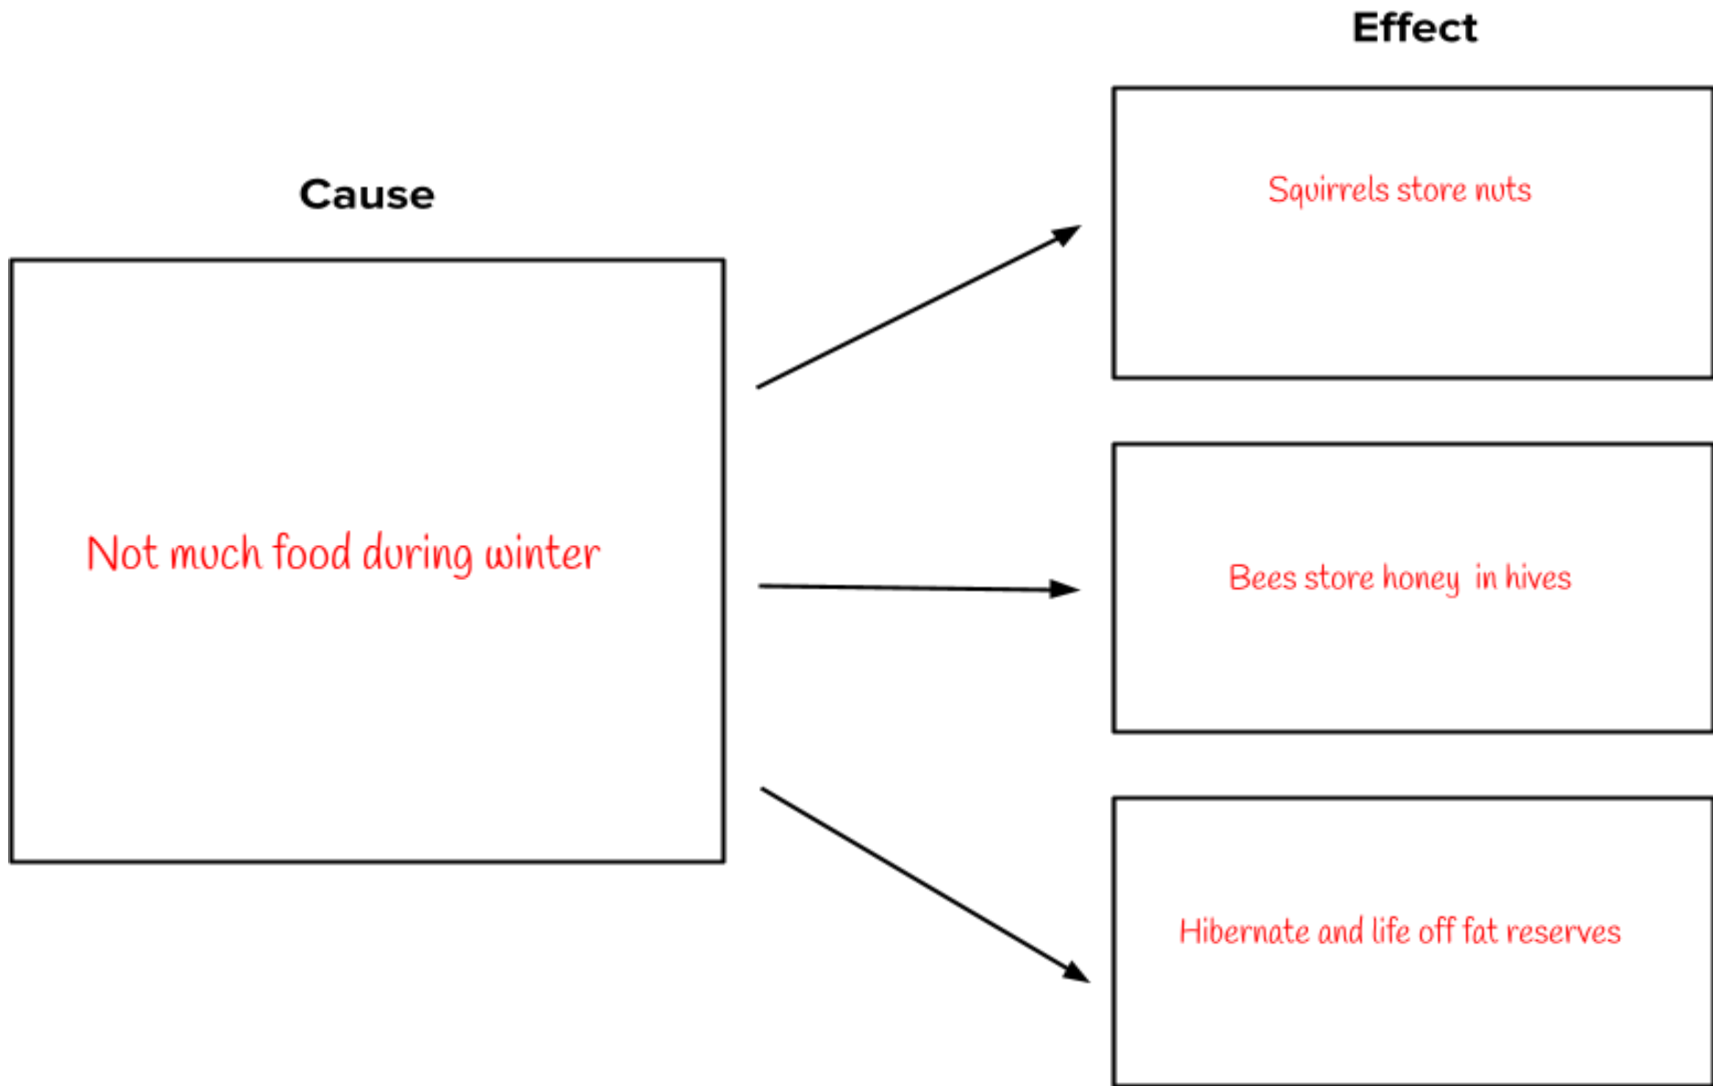 Effect
Cause
Squirrels store nuts
Not much food during winter
Bees store honey in hives
Hibernate and life off fat reserves